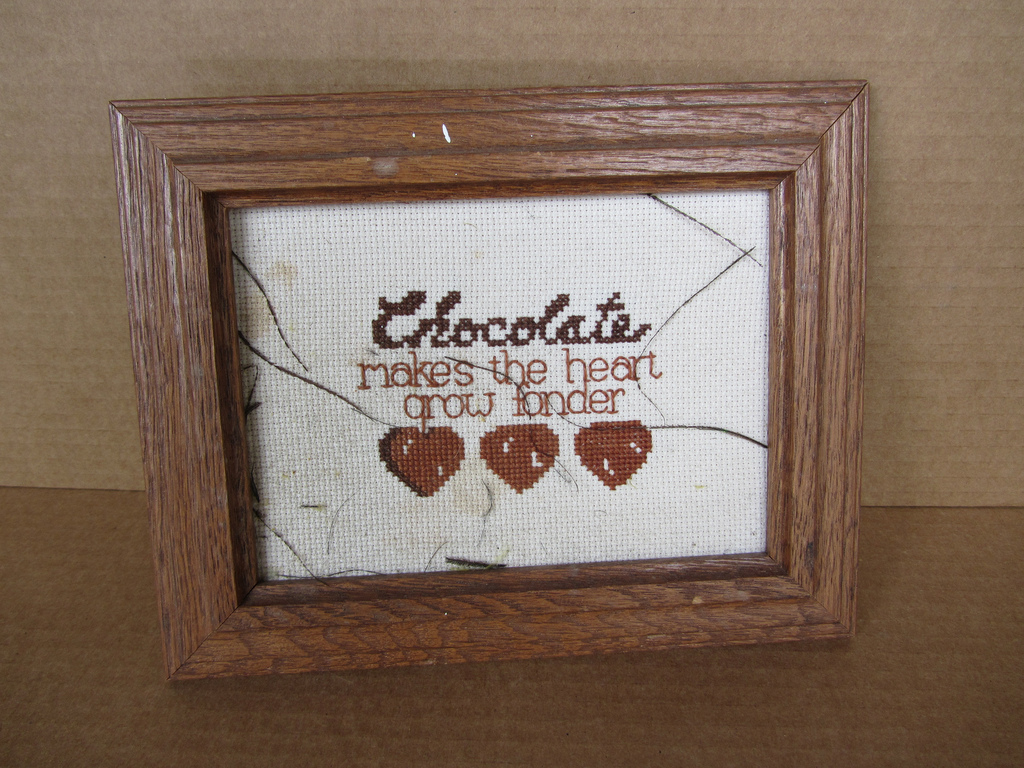 Chocolate
makes the heart
grow fonder